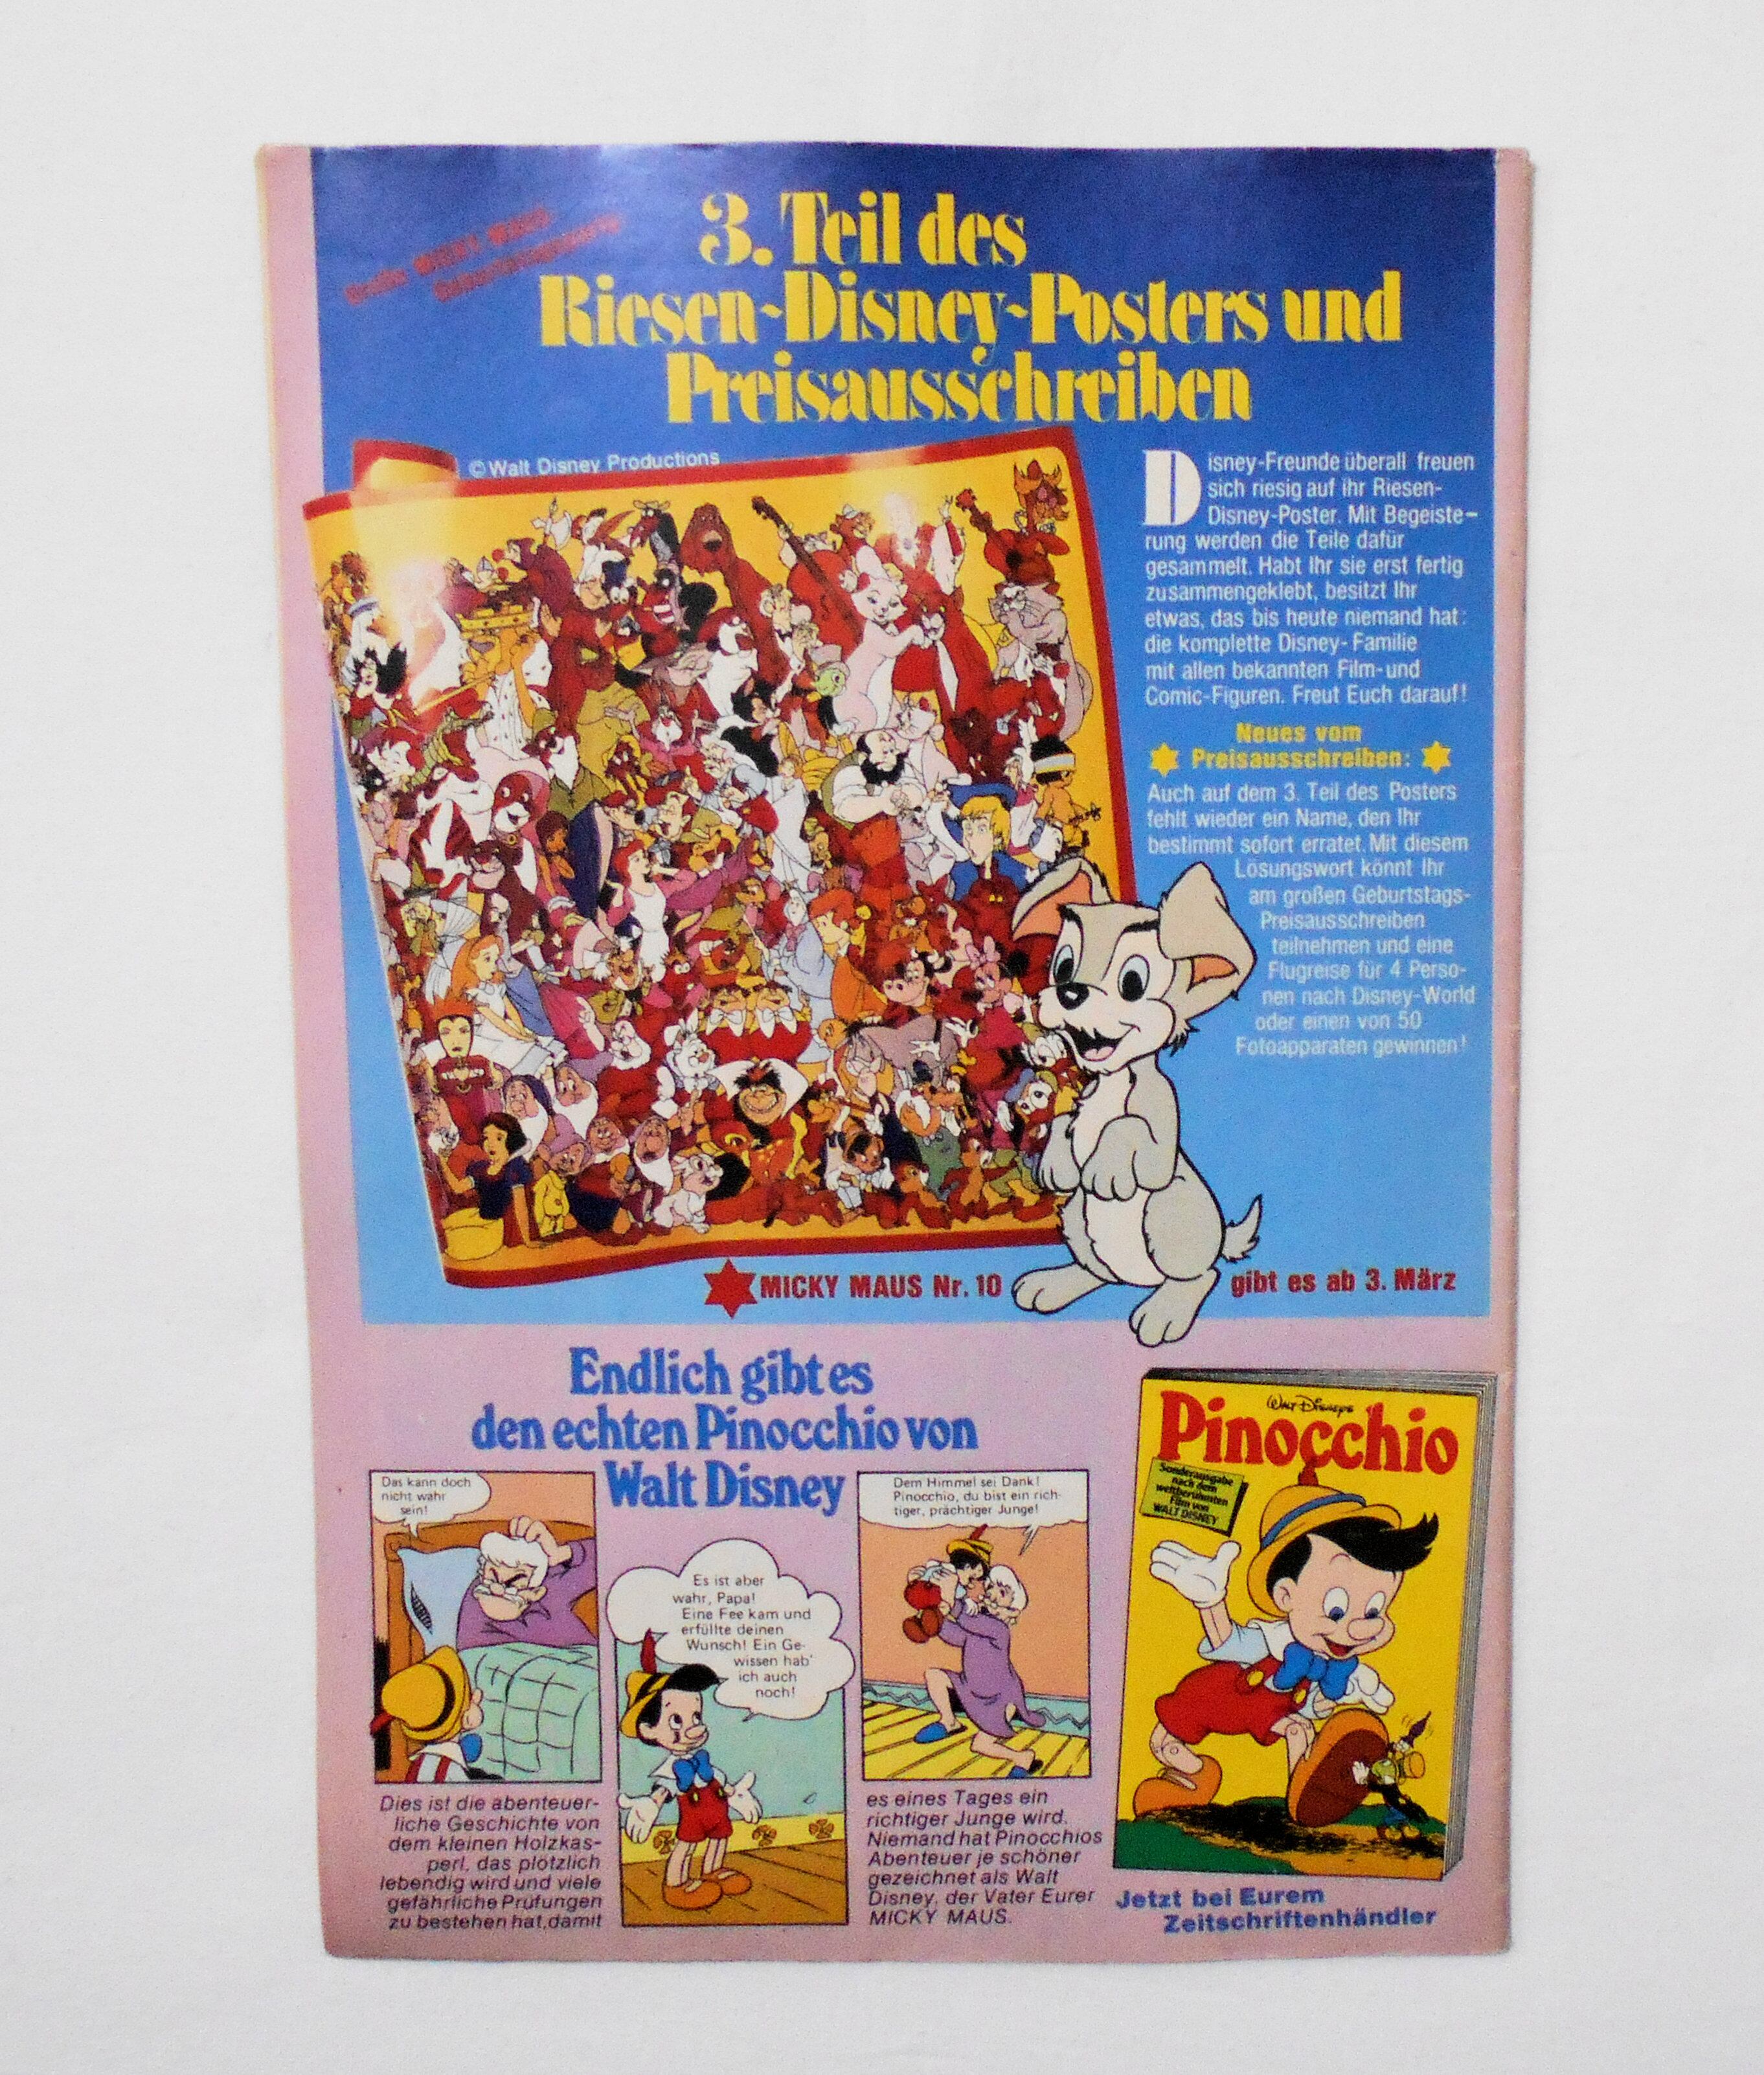 3. Teil des
Riesen-Disney-Posters und
Preisausschreiben
© Walt Disney Productions
Disney-Freunde überall freuen
sich riesig auf ihr Riesen-
Disney-Poster. Mit Begeiste-
rung werden die Teile dafür
gesammelt. Habt Ihr sie erst fertig
zusammengeklebt, besitzt Ihr
etwas, das bis heute niemand hat:
die komplette Disney-Familie
mit allen bekannten Film-und
Comic-Figuren. Freut Euch darauf!
Neues vom
Preisausschreiben:
Auch auf dem 3. Teil des Posters
fehlt wieder ein Name, den Ihr
bestimmt sofort erratet. Mit diesem
Lösungswort könnt Ihr
am großen Geburtstags-
Preisausschreiben
teilnehmen und eine
Flugreise für 4 Perso-
nen nach Disney-World
oder einen von 50
Fotoapparaten gewinnen!
MICKY MAUS Nr. 10 gibt es ab 3. März
Endlich gibt es
den echten Pinocchio von
Walt Disney
Das kann doch
nicht wahr
sein!
Es ist aber
wahr, Papa!
Eine Fee kam und
erfüllte deinen
Wunsch! Ein Ge-
wissen hab'
ich auch
noch!
Dem Himmel sei Dank!
Pinocchio, du bist ein rich-
tiger, prächtiger Junge!
Dies ist die abenteuer-
liche Geschichte von
dem kleinen Holzkas-
perl, das plötzlich
lebendig wird und viele
gefährliche Prüfungen
zu bestehen hat, damit
es eines Tages ein
richtiger Junge wird.
Niemand hat Pinocchios
Abenteuer je schöner
gezeichnet als Walt
Disney, der Vater Eurer
MICKY MAUS.
Walt Disneys
Pinocchio
Sonderausgabe
nach dem
weltberühmten
Film von
WALT DISNEY
Jetzt bei Eurem
Zeitschriftenhändler